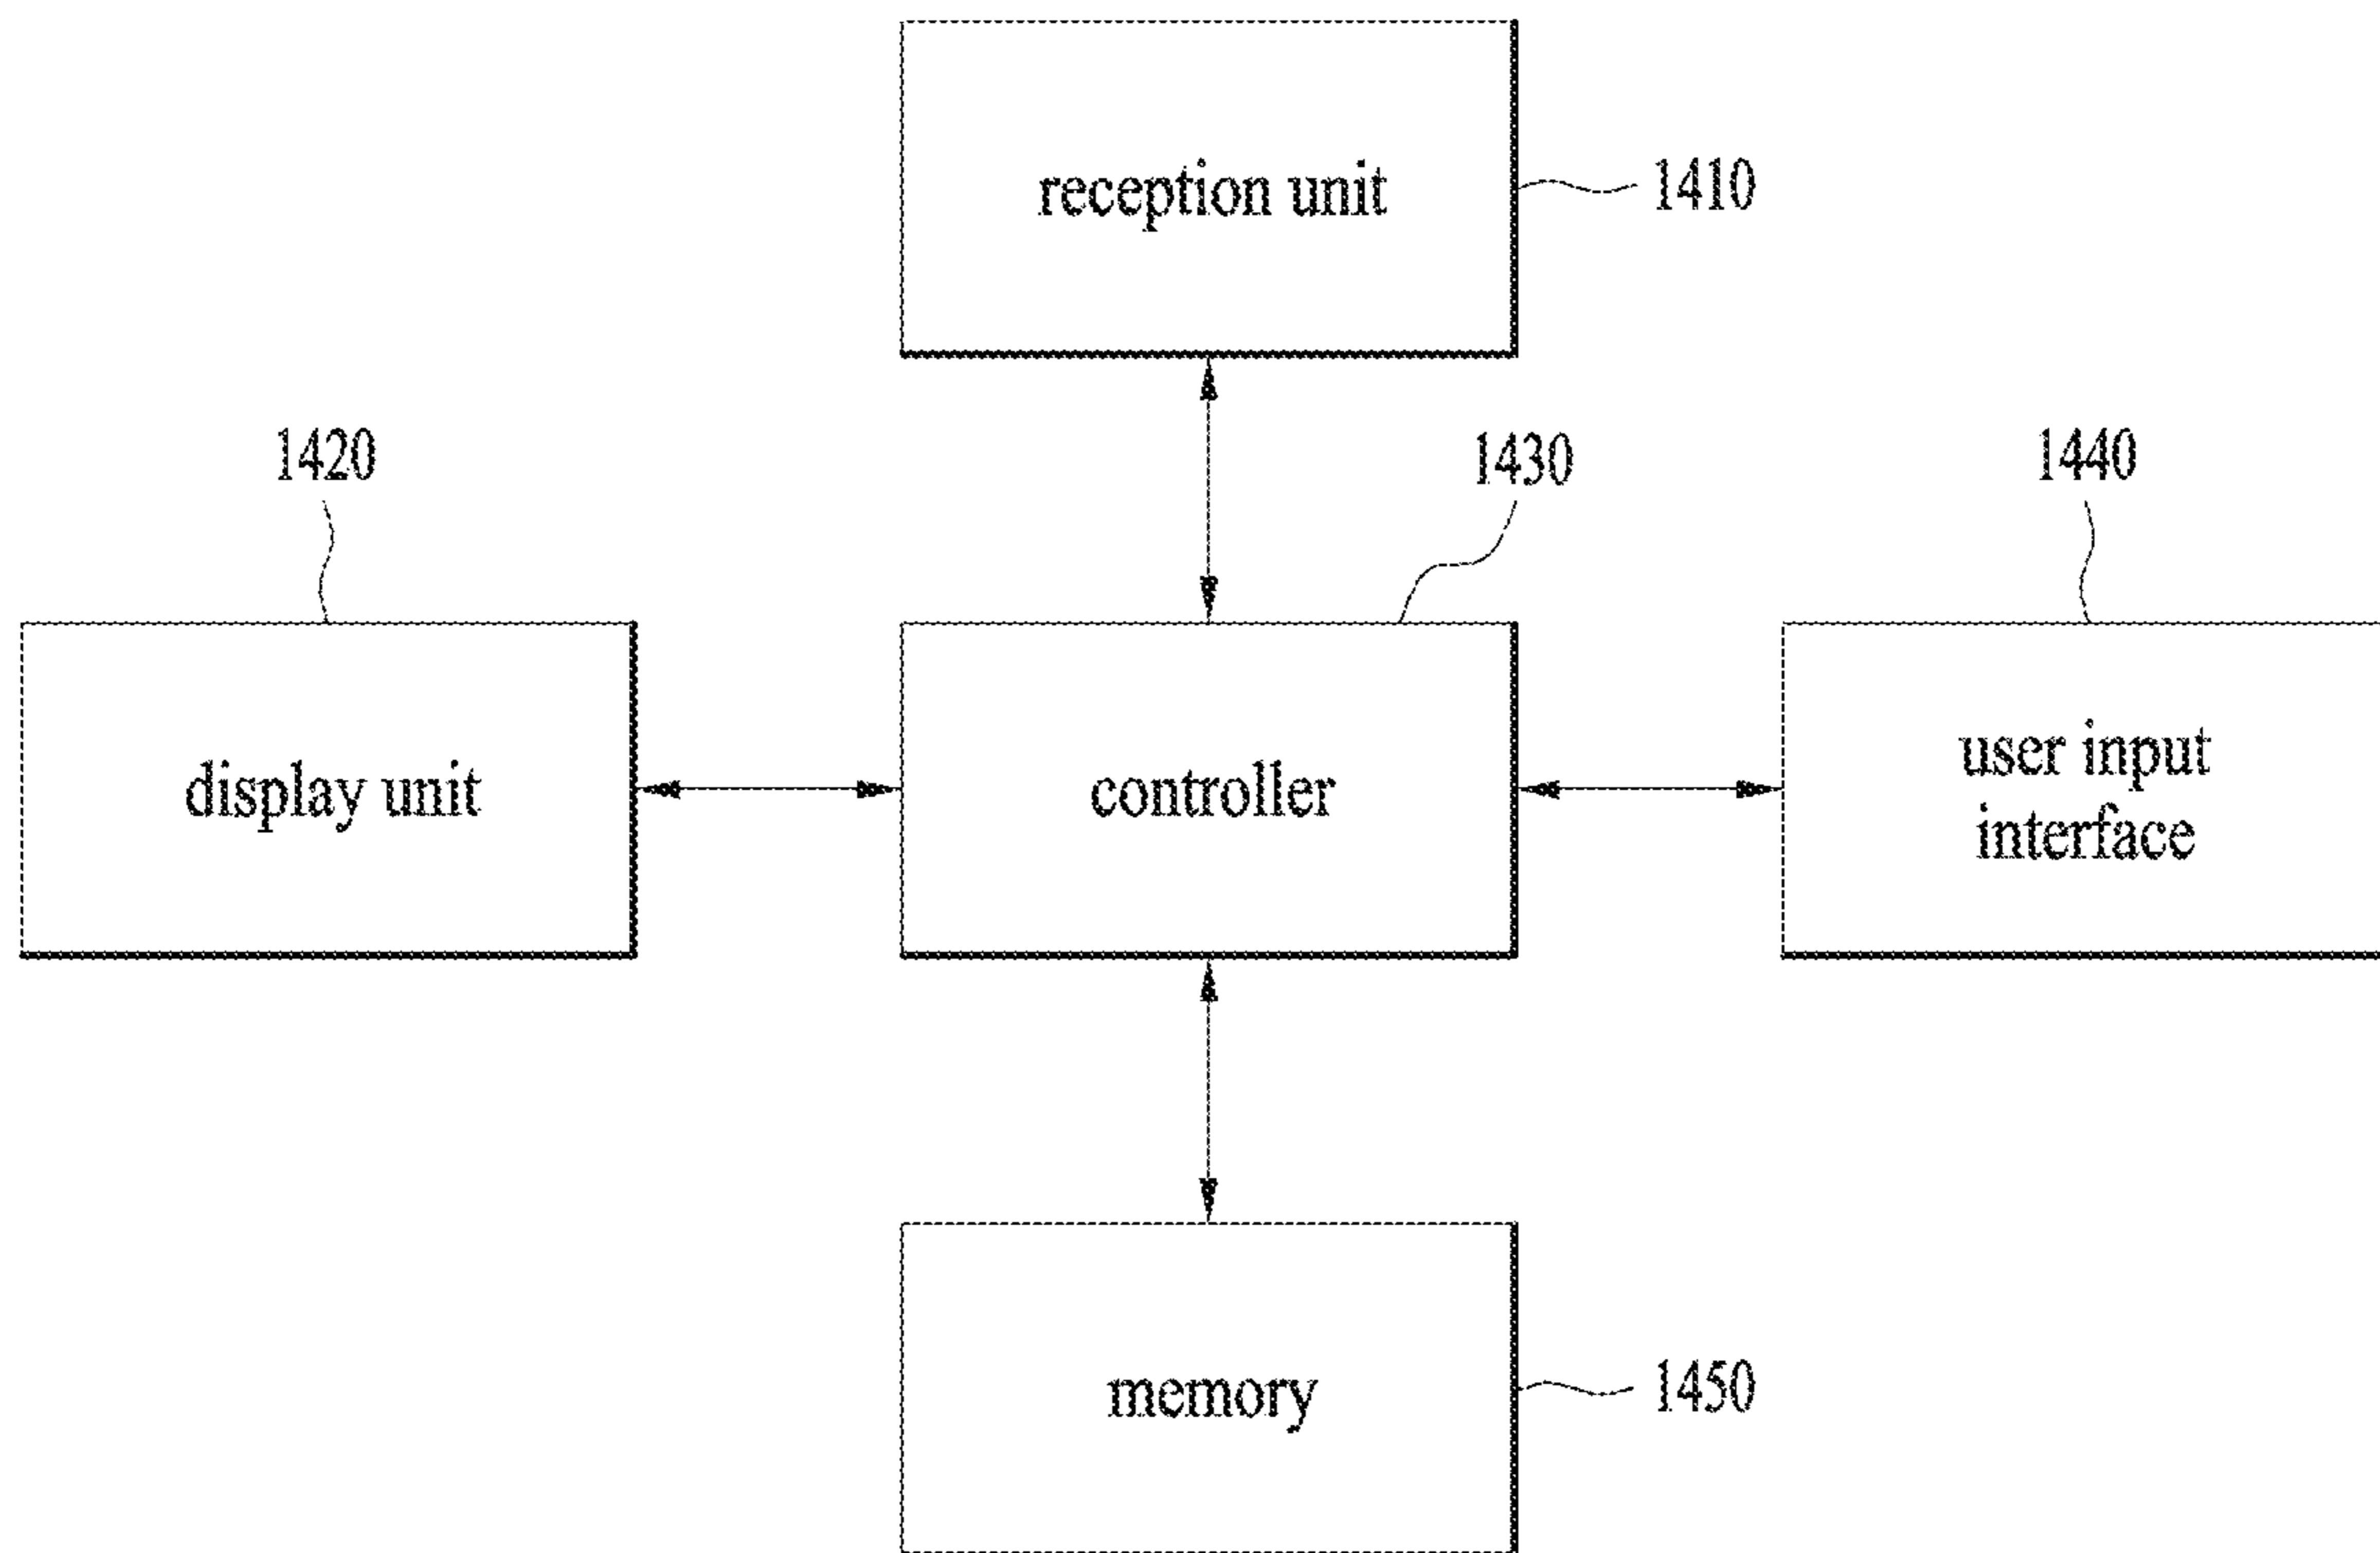 reception unit
1410
1420
1430
1440
display unit
controller
user input
interface
memory
1450